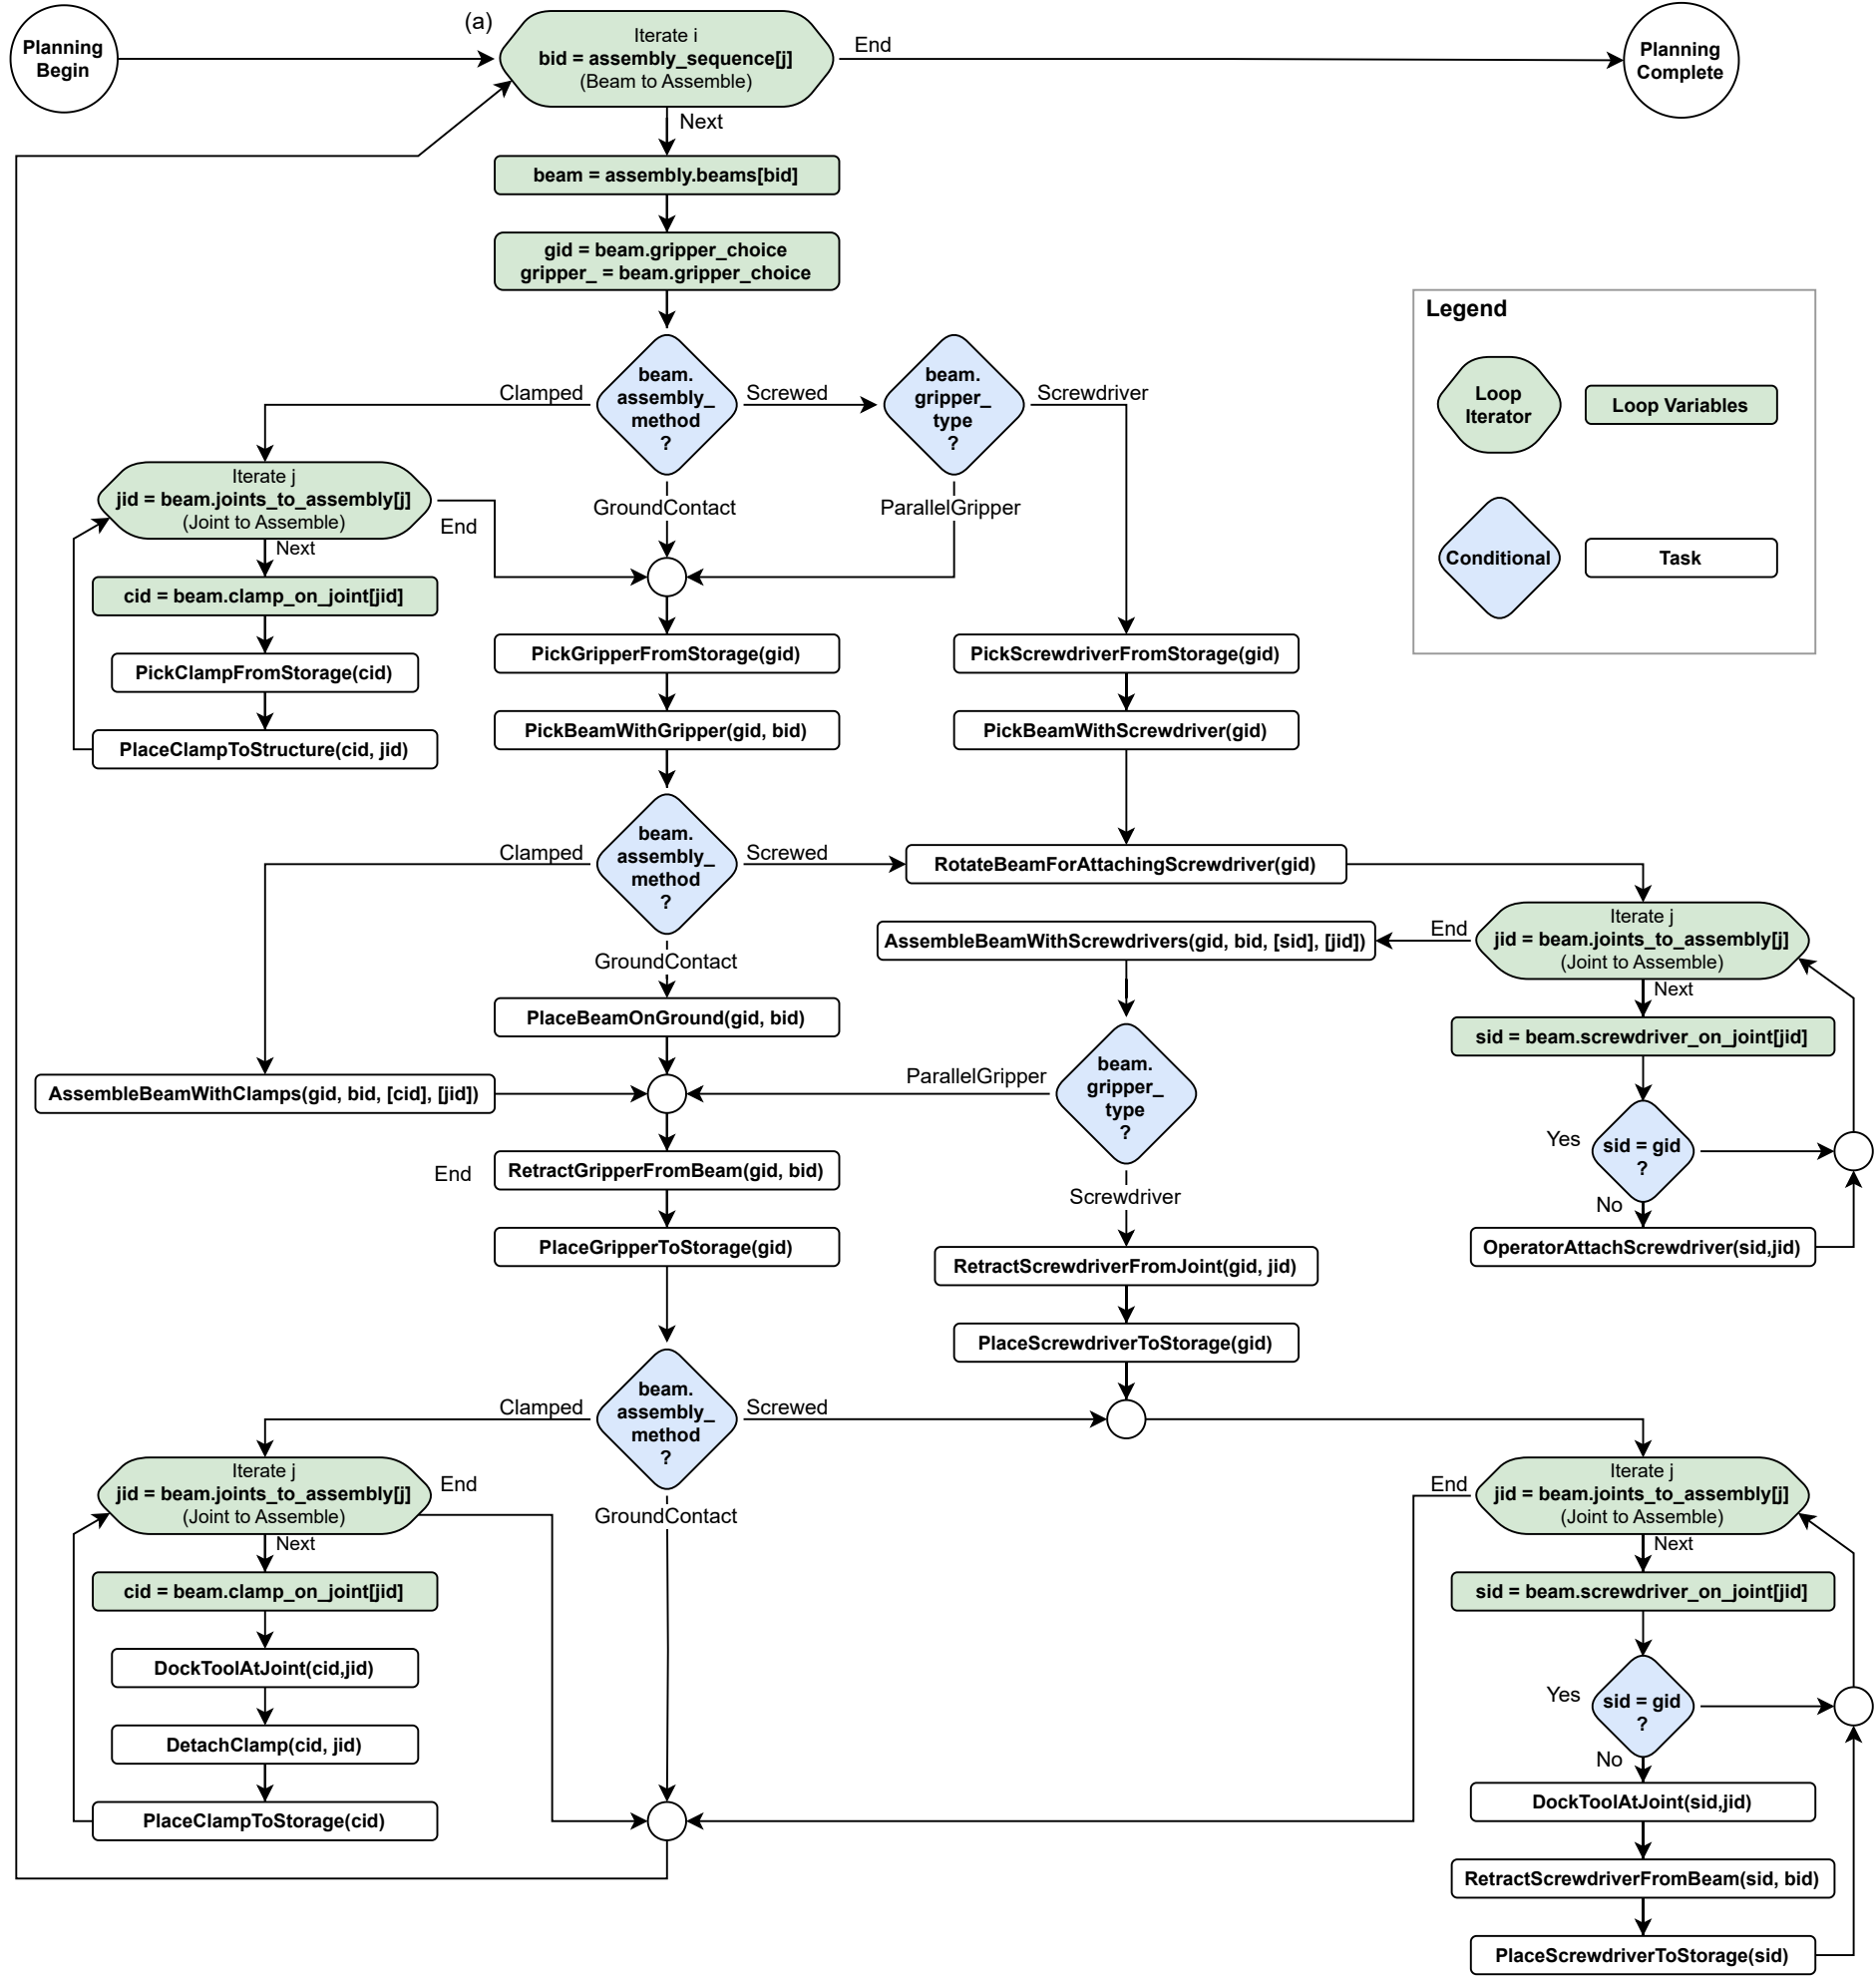 (a)
Planning
Begin
Iterate i
bid = assembly_sequence[j]
(Beam to Assemble)
End
Planning
Complete
Next
beam = assembly.beams[bid]
gid = beam.gripper_choice
gripper_ = beam.gripper_choice
Legend
Loop
Iterator
Loop Variables
Conditional
Task
Clamped
beam.
assembly_
method
?
Screwed
beam.
gripper_
type
?
Screwdriver
GroundContact
ParallelGripper
Iterate j
jid = beam.joints_to_assembly[j]
(Joint to Assemble)
End
Next
cid = beam.clamp_on_joint[jid]
PickClampFromStorage(cid)
PlaceClampToStructure(cid, jid)
PickGripperFromStorage(gid)
PickScrewdriverFromStorage(gid)
PickBeamWithGripper(gid, bid)
PickBeamWithScrewdriver(gid)
Clamped
beam.
assembly_
method
?
Screwed
RotateBeamForAttachingScrewdriver(gid)
GroundContact
AssembleBeamWithScrewdrivers(gid, bid, [sid], [jid])
End
Iterate j
jid = beam.joints_to_assembly[j]
(Joint to Assemble)
Next
PlaceBeamOnGround(gid, bid)
sid = beam.screwdriver_on_joint[jid]
AssembleBeamWithClamps(gid, bid, [cid], [jid])
ParallelGripper
beam.
gripper_
type
?
Yes
sid = gid
?
No
End
RetractGripperFromBeam(gid, bid)
Screwdriver
OperatorAttachScrewdriver(sid,jid)
PlaceGripperToStorage(gid)
RetractScrewdriverFromJoint(gid, jid)
PlaceScrewdriverToStorage(gid)
Clamped
beam.
assembly_
method
?
Screwed
GroundContact
Iterate j
jid = beam.joints_to_assembly[j]
(Joint to Assemble)
End
Next
cid = beam.clamp_on_joint[jid]
DockToolAtJoint(cid,jid)
DetachClamp(cid, jid)
PlaceClampToStorage(cid)
End
Iterate j
jid = beam.joints_to_assembly[j]
(Joint to Assemble)
Next
sid = beam.screwdriver_on_joint[jid]
Yes
sid = gid
?
No
DockToolAtJoint(sid,jid)
RetractScrewdriverFromBeam(sid, bid)
PlaceScrewdriverToStorage(sid)